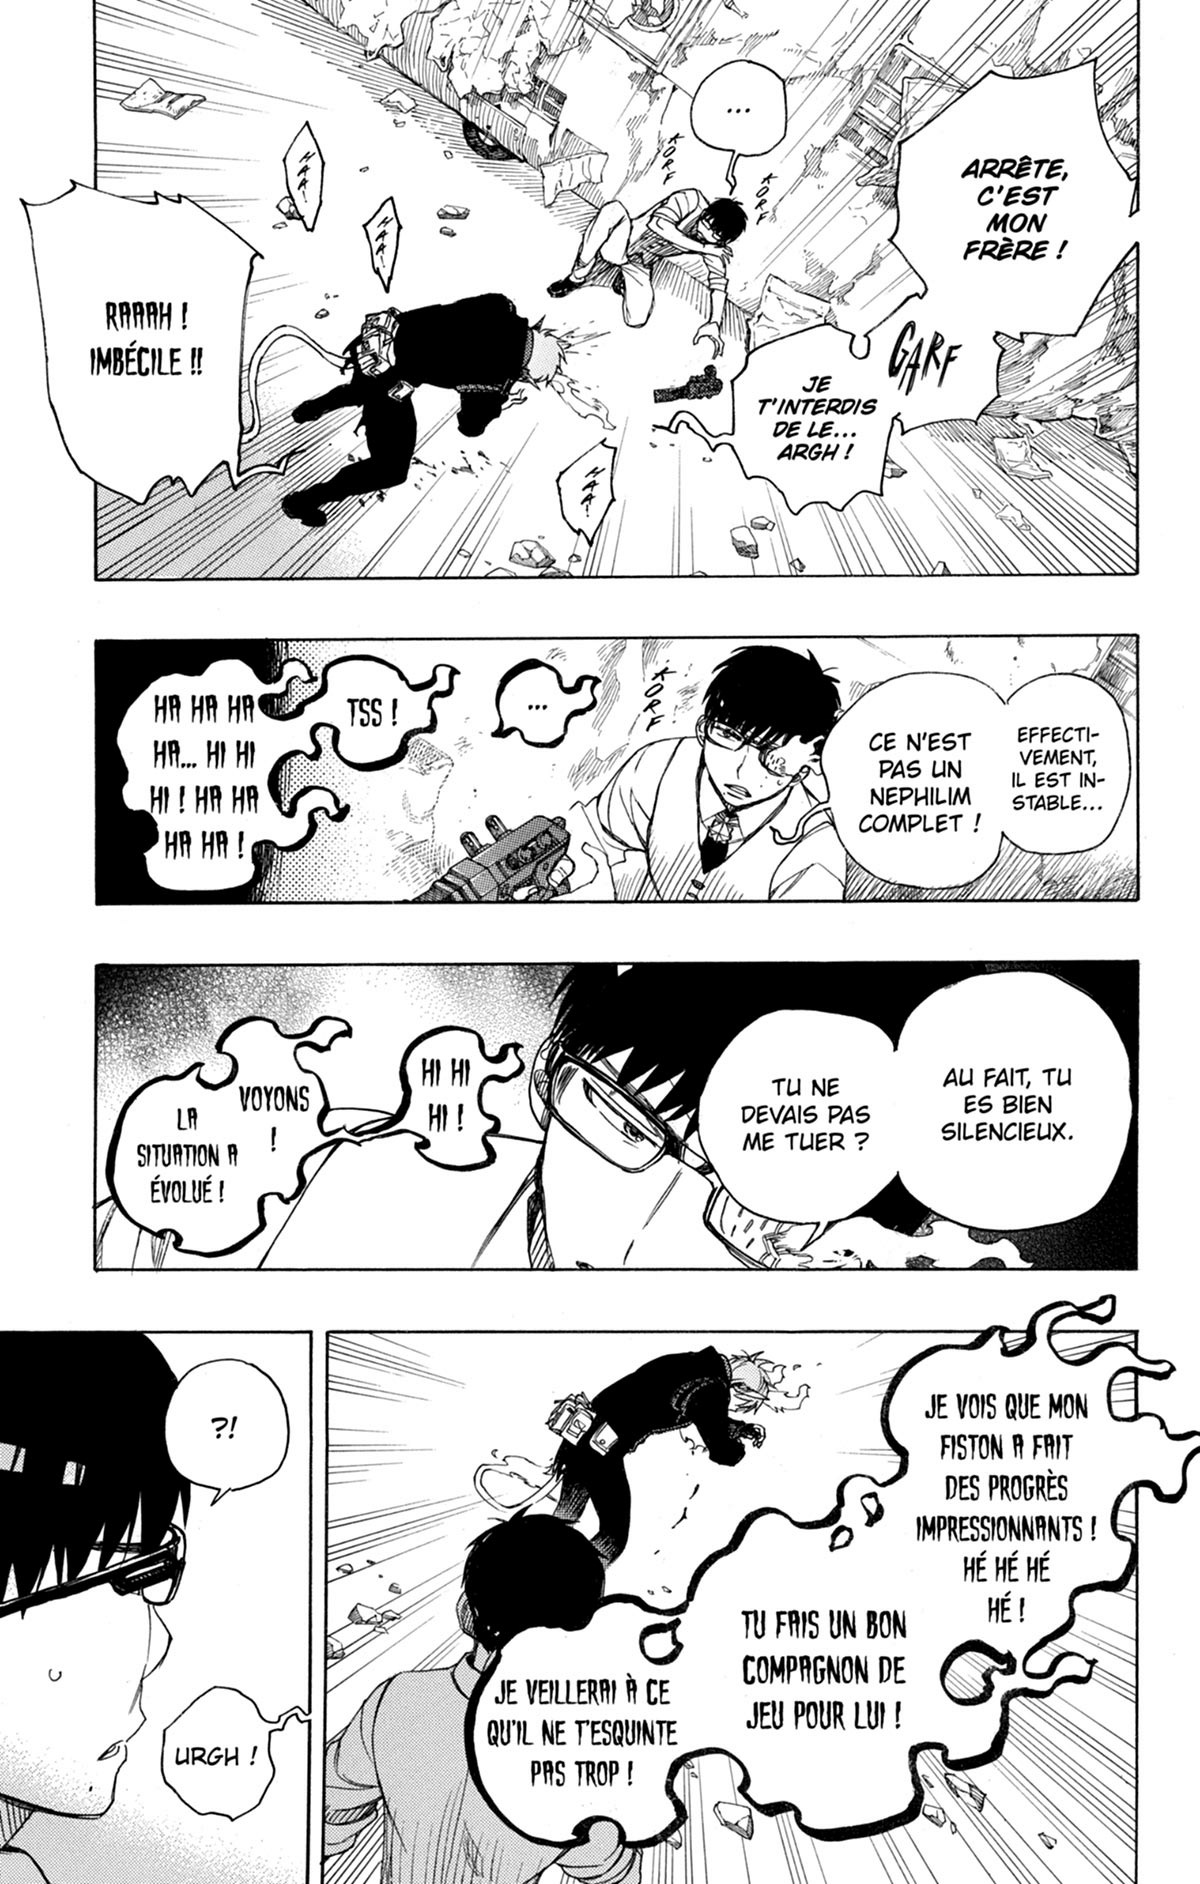 ARRÊTE,
C'EST
MON
FRÈRE !
...
KORF
KORF
GARF
JE
T'INTERDIS
DE LE...
ARGH !
HAA!
HAA!
HAA!
RAAAH !
IMBÉCILE !!
EFFECTI-
VEMENT,
IL EST IN-
STABLE...
CE N'EST
PAS UN
NEPHILIM
COMPLET !
KORF
...
TSS !
HA HA HA
HA... HI HI
HI ! HA HA
HA HA !
AU FAIT, TU
ES BIEN
SILENCIEUX.
TU NE
DEVAIS PAS
ME TUER ?
HI HI
HI !
VOYONS
!
LA
SITUATION A
ÉVOLUÉ !
JE VOIS QUE MON
FISTON A FAIT
DES PROGRÈS
IMPRESSIONNANTS !
HÉ HÉ HÉ
HÉ !
TU FAIS UN BON
COMPAGNON DE
JEU POUR LUI !
JE VEILLERAI À CE
QU'IL NE T'ESQUINTE
PAS TROP !
?!
URGH !